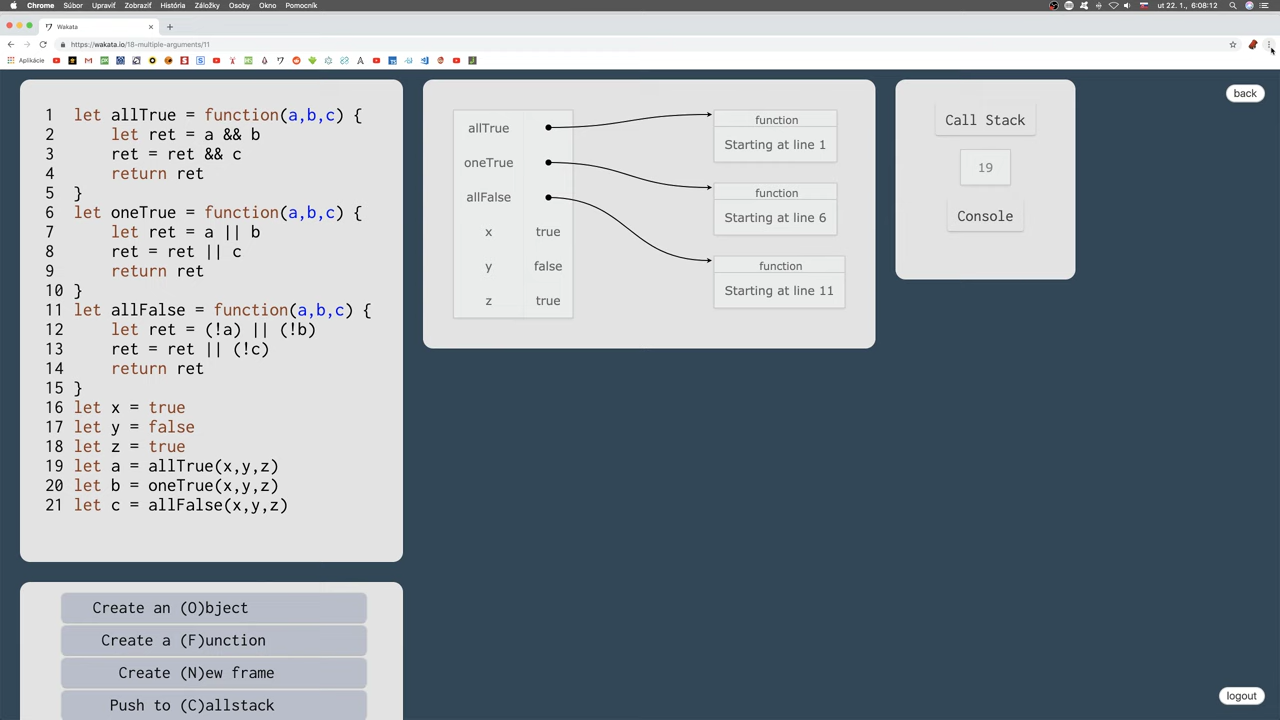 Chrome Súbor Upraviť Zobraziť História Záložky Osoby Okno Pomocník
ut 22. 1., 6:08:12
Wakata
https://wakata.io/18-multiple-arguments/11
Aplikácie
1 let allTrue = function(a,b,c) {
2 let ret = a && b
3 ret = ret && c
4 return ret
5 }
6 let oneTrue = function(a,b,c) {
7 let ret = a || b
8 ret = ret || c
9 return ret
10 }
11 let allFalse = function(a,b,c) {
12 let ret = (!a) || (!b)
13 ret = ret || (!c)
14 return ret
15 }
16 let x = true
17 let y = false
18 let z = true
19 let a = allTrue(x,y,z)
20 let b = oneTrue(x,y,z)
21 let c = allFalse(x,y,z)
Create an (O)bject
Create a (F)unction
Create (N)ew frame
Push to (C)allstack
allTrue
oneTrue
allFalse
x true
y false
z true
function
Starting at line 1
function
Starting at line 6
function
Starting at line 11
Call Stack
19
Console
back
logout